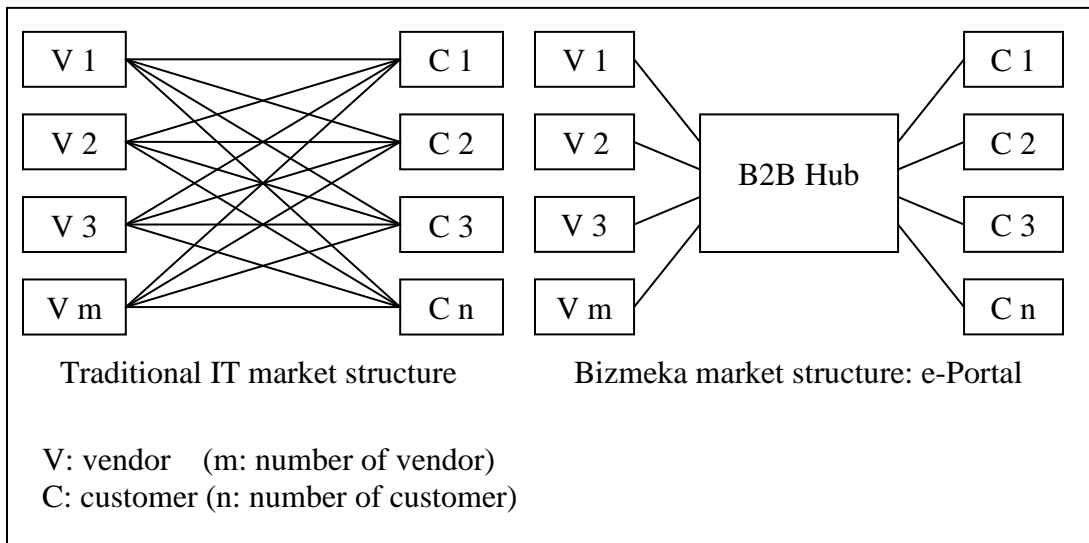 V 1
C 1
V 1
C 1
V 2
C 2
V 2
C 2
B2B Hub
V 3
C 3
V 3
C 3
V m
C n
V m
C n
Traditional IT market structure
Bizmeka market structure: e-Portal
V: vendor (m: number of vendor)
C: customer (n: number of customer)